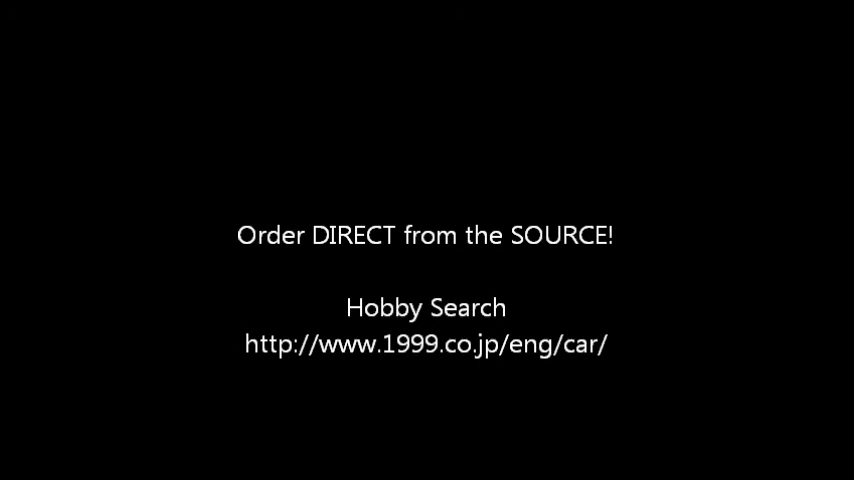 Order DIRECT from the SOURCE!
Hobby Search
http://www.1999.co.jp/eng/car/